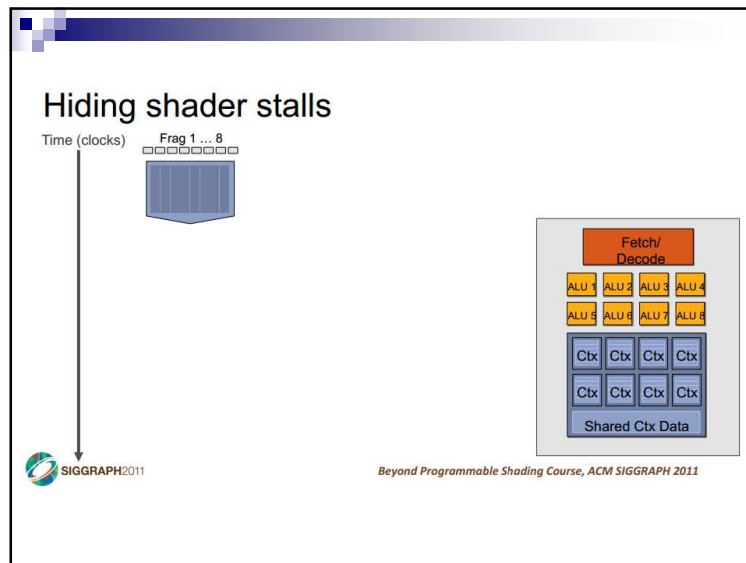 Hiding shader stalls
Time (clocks)
Frag 1 … 8
Fetch/
Decode
ALU 1 ALU 2 ALU 3 ALU 4
ALU 5 ALU 6 ALU 7 ALU 8
Ctx Ctx Ctx Ctx
Ctx Ctx Ctx Ctx
Shared Ctx Data
SIGGRAPH2011
Beyond Programmable Shading Course, ACM SIGGRAPH 2011